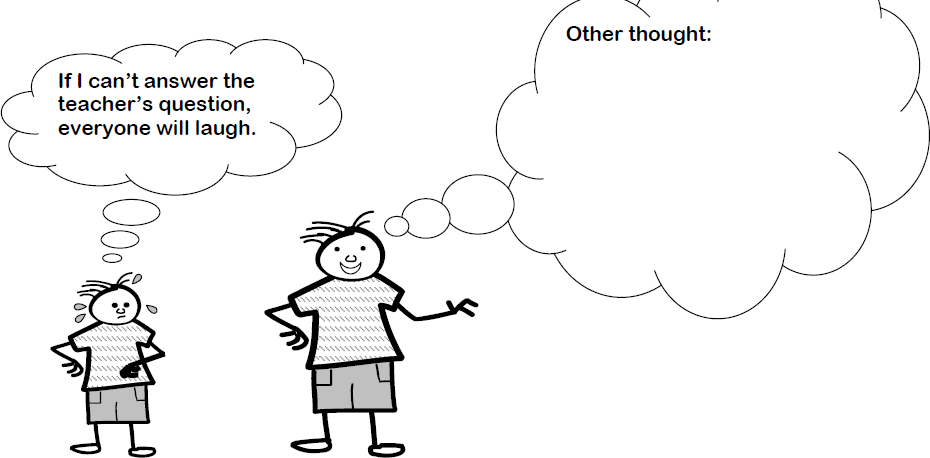 If I can’t answer the
teacher’s question,
everyone will laugh.
Other thought: